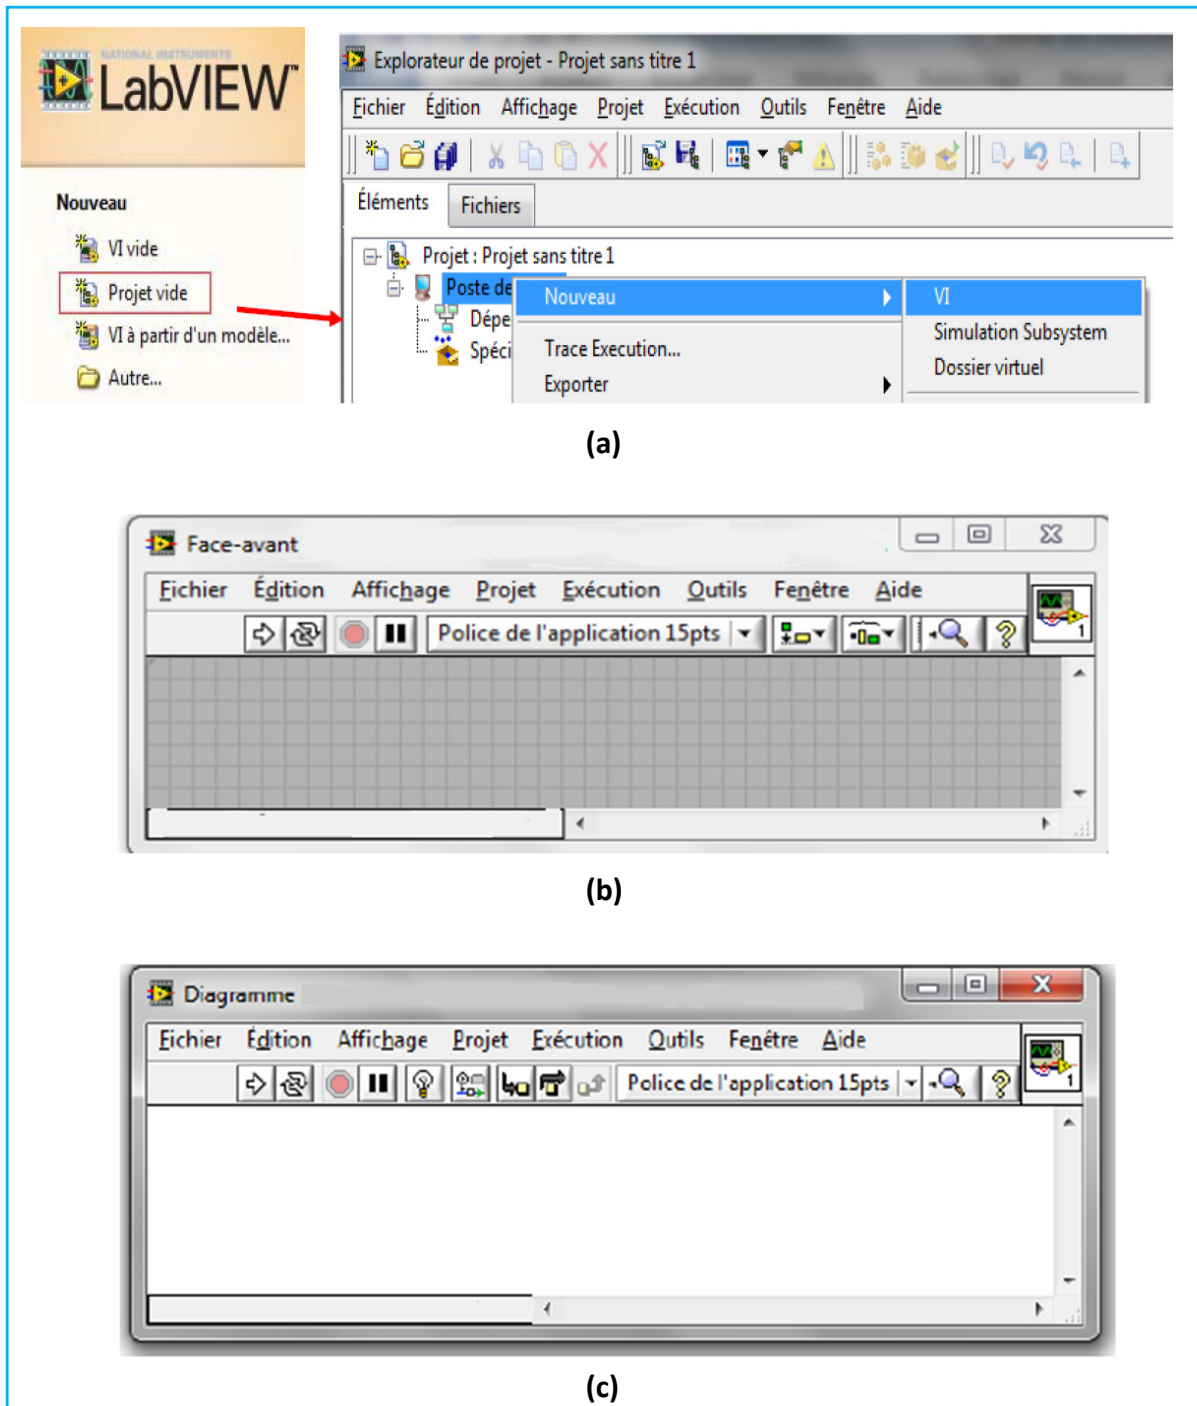 NATIONAL INSTRUMENTS
LabVIEW™
Nouveau
VI vide
Projet vide
VI à partir d'un modèle...
Autre...
Explorateur de projet - Projet sans titre 1
Fichier Édition Affichage Projet Exécution Outils Fenêtre Aide
Éléments Fichiers
Projet : Projet sans titre 1
Poste de
Dépe
Spéci
Nouveau
Trace Execution...
Exporter
VI
Simulation Subsystem
Dossier virtuel
(a)
Face-avant
Fichier Édition Affichage Projet Exécution Outils Fenêtre Aide
Police de l'application 15pts
1
(b)
Diagramme
Fichier Édition Affichage Projet Exécution Outils Fenêtre Aide
Police de l'application 15pts
1
(c)